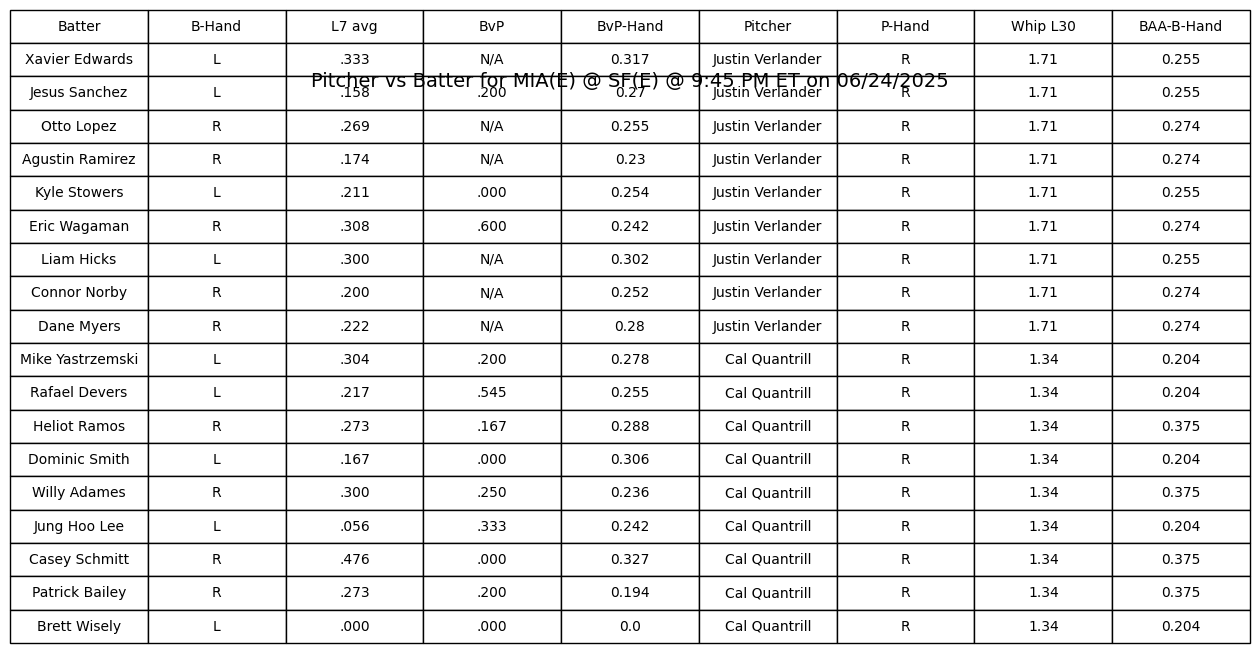 Batter B-Hand L7 avg BvP BvP-Hand Pitcher P-Hand Whip L30 BAA-B-Hand
Xavier Edwards L .333 N/A 0.317 Justin Verlander R 1.71 0.255
Pitcher vs Batter for MIA(E) @ SF(E) @ 9:45 PM ET on 06/24/2025
Jesus Sanchez L .158 .200 0.27 Justin Verlander R 1.71 0.255
Otto Lopez R .269 N/A 0.255 Justin Verlander R 1.71 0.274
Agustin Ramirez R .174 N/A 0.23 Justin Verlander R 1.71 0.274
Kyle Stowers L .211 .000 0.254 Justin Verlander R 1.71 0.255
Eric Wagaman R .308 .600 0.242 Justin Verlander R 1.71 0.274
Liam Hicks L .300 N/A 0.302 Justin Verlander R 1.71 0.255
Connor Norby R .200 N/A 0.252 Justin Verlander R 1.71 0.274
Dane Myers R .222 N/A 0.28 Justin Verlander R 1.71 0.274
Mike Yastrzemski L .304 .200 0.278 Cal Quantrill R 1.34 0.204
Rafael Devers L .217 .545 0.255 Cal Quantrill R 1.34 0.204
Heliot Ramos R .273 .167 0.288 Cal Quantrill R 1.34 0.375
Dominic Smith L .167 .000 0.306 Cal Quantrill R 1.34 0.204
Willy Adames R .300 .250 0.236 Cal Quantrill R 1.34 0.375
Jung Hoo Lee L .056 .333 0.242 Cal Quantrill R 1.34 0.204
Casey Schmitt R .476 .000 0.327 Cal Quantrill R 1.34 0.375
Patrick Bailey R .273 .200 0.194 Cal Quantrill R 1.34 0.375
Brett Wisely L .000 .000 0.0 Cal Quantrill R 1.34 0.204